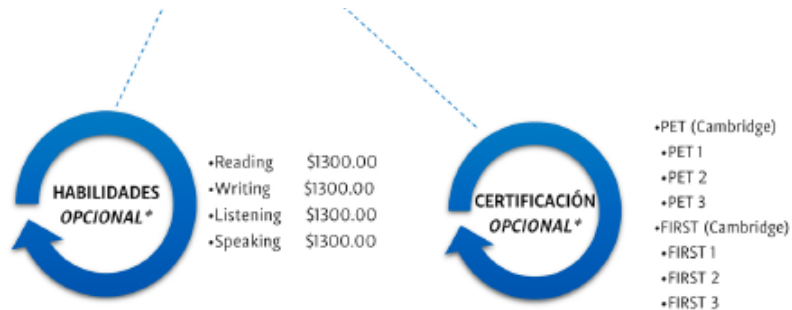 HABILIDADES
OPCIONAL*
•Reading $1300.00
•Writing $1300.00
•Listening $1300.00
•Speaking $1300.00
CERTIFICACIÓN
OPCIONAL*
•PET (Cambridge)
•PET 1
•PET 2
•PET 3
•FIRST (Cambridge)
•FIRST 1
•FIRST 2
•FIRST 3